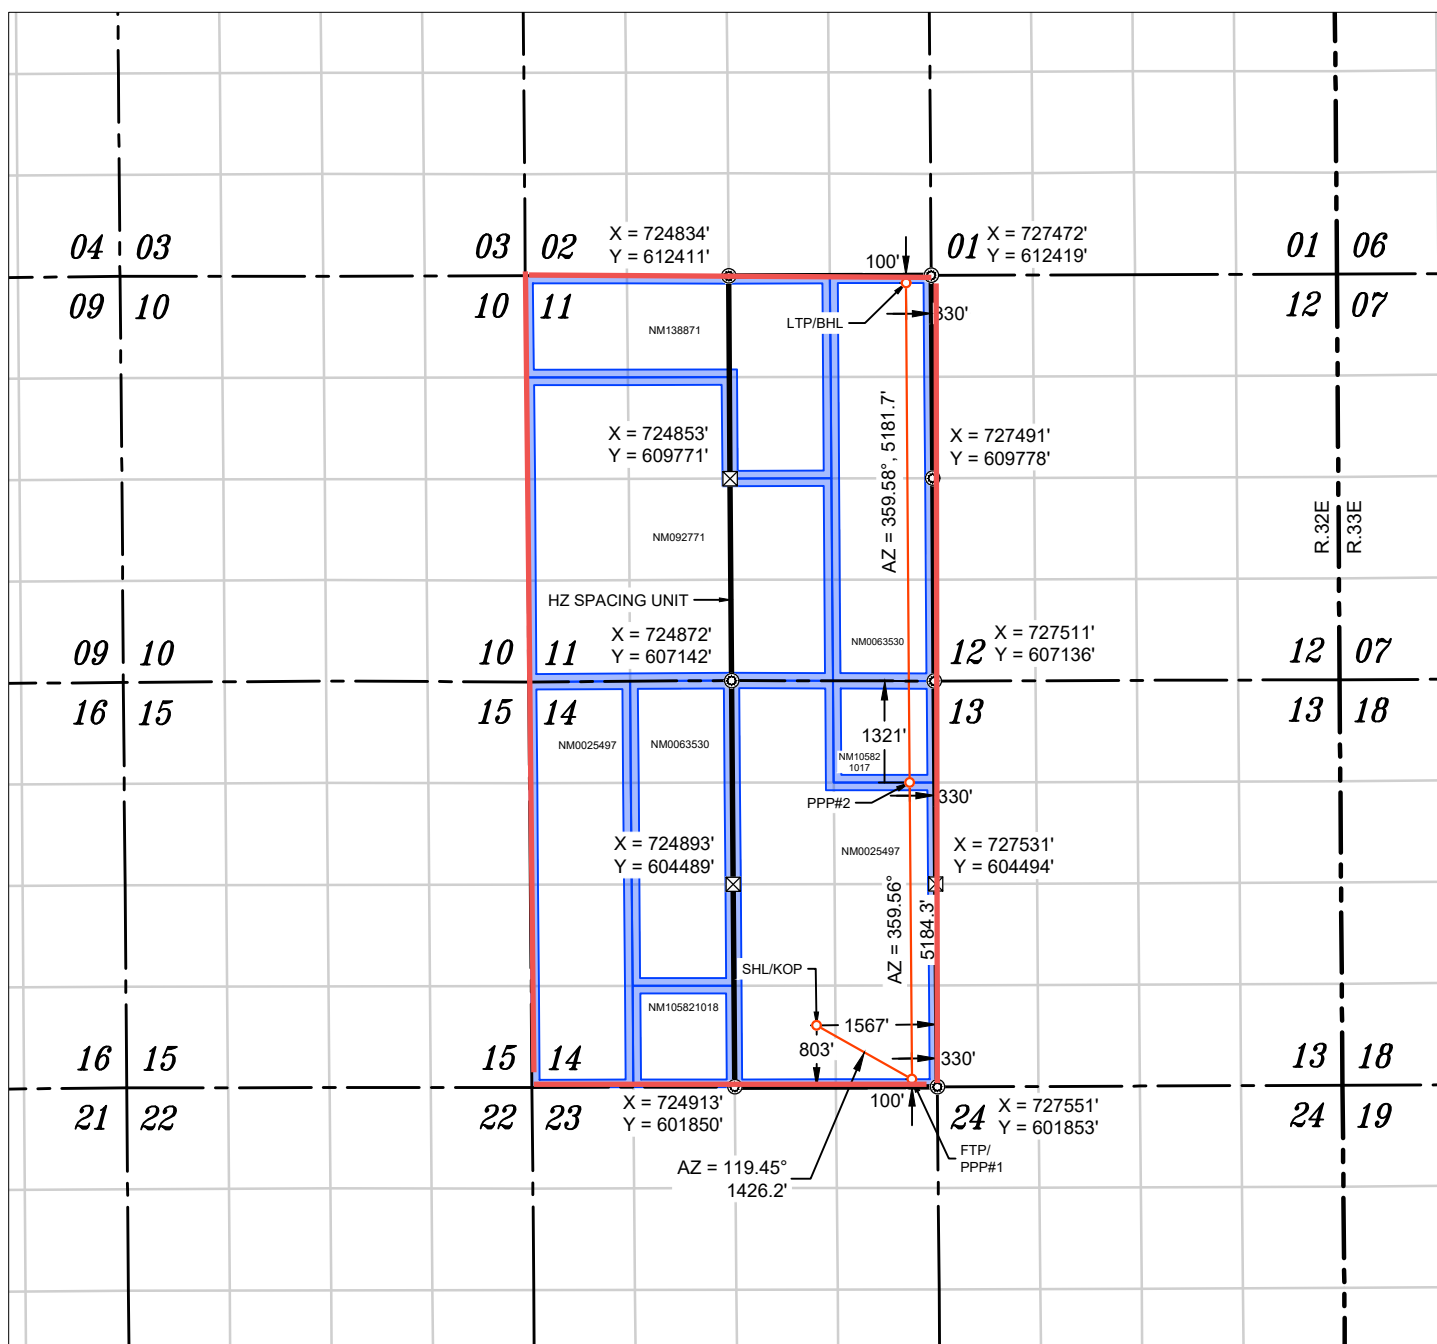 04 03
03 02
X = 724834'
Y = 612411'
01
X = 727472'
Y = 612419'
01 06
100'
09 10
10 11
12 07
NM138871
LTP/BHL
330'
AZ = 359.58°, 5181.7'
X = 724853'
Y = 609771'
X = 727491'
Y = 609778'
NM092771
R.32E
R.33E
HZ SPACING UNIT
X = 724872'
Y = 607142'
NM0063530
X = 727511'
Y = 607136'
09 10
10 11
12
12 07
16 15
15 14
13
13 18
NM0025497
NM0063530
1321'
NM10582
1017
PPP#2
330'
X = 724893'
Y = 604489'
NM0025497
X = 727531'
Y = 604494'
AZ = 359.56°
5184.3'
SHL/KOP
NM105821018
1567'
803'
330'
16 15
15 14
13 18
X = 724913'
Y = 601850'
100'
X = 727551'
Y = 601853'
21 22
22 23
24
24 19
FTP/
PPP#1
AZ = 119.45°
1426.2'